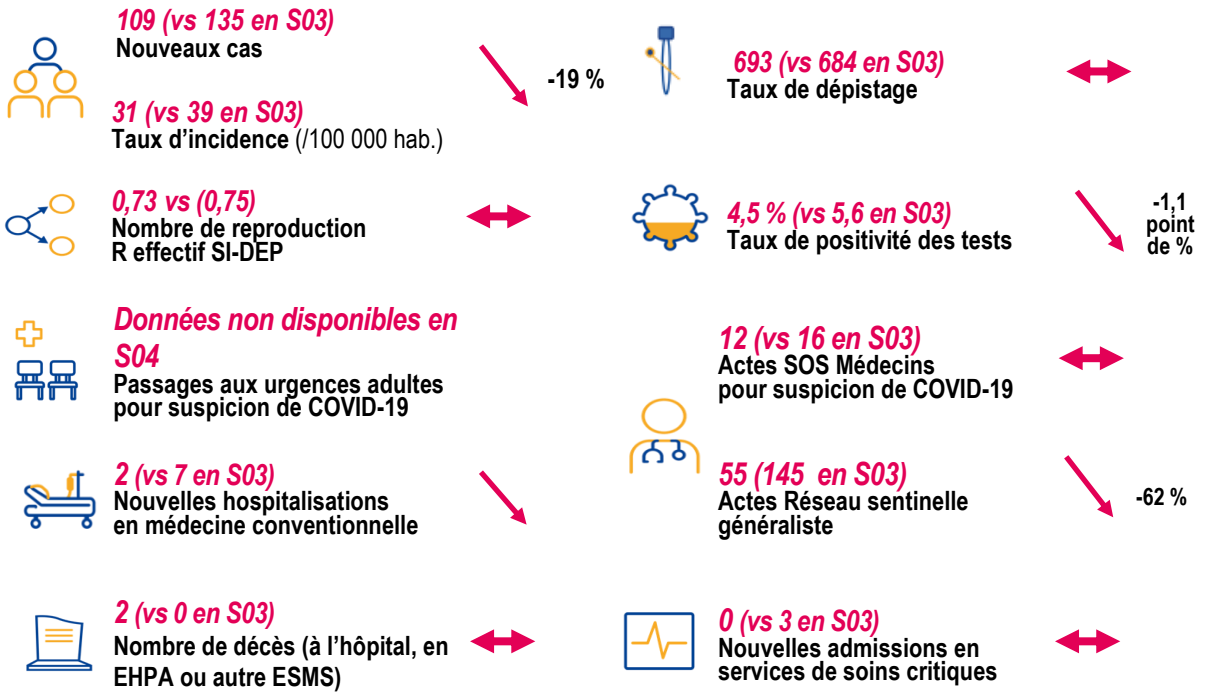 109 (vs 135 en S03)
Nouveaux cas
-19 %
31 (vs 39 en S03)
Taux d’incidence (/100 000 hab.)
693 (vs 684 en S03)
Taux de dépistage
0,73 vs (0,75)
Nombre de reproduction
R effectif SI-DEP
4,5 % (vs 5,6 en S03)
Taux de positivité des tests
-1,1
point
de %
Données non disponibles en
S04
Passages aux urgences adultes
pour suspicion de COVID-19
12 (vs 16 en S03)
Actes SOS Médecins
pour suspicion de COVID-19
2 (vs 7 en S03)
Nouvelles hospitalisations
en médecine conventionnelle
55 (145 en S03)
Actes Réseau sentinelle
généraliste
-62 %
2 (vs 0 en S03)
Nombre de décès (à l’hôpital, en
EHPA ou autre ESMS)
0 (vs 3 en S03)
Nouvelles admissions en
services de soins critiques